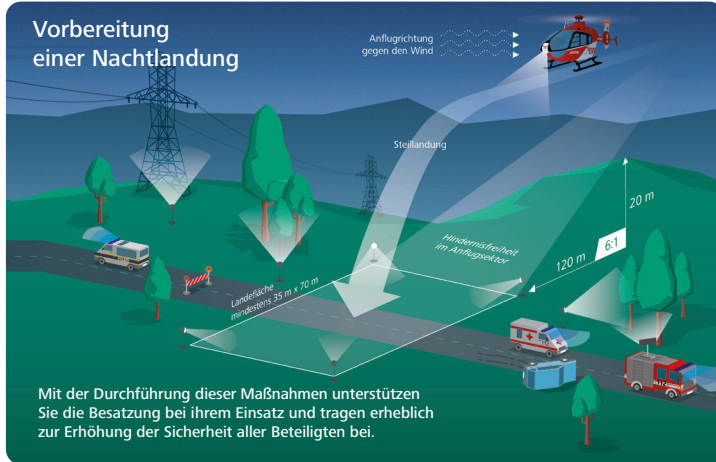 Vorbereitung
einer Nachtlandung
Anflugrichtung
gegen den Wind
Steillandung
20 m
6:1
120 m
Hindernisfreiheit
im Anflugsektor
Landefläche
mindestens 35 m x 70 m
112
Mit der Durchführung dieser Maßnahmen unterstützen
Sie die Besatzung bei ihrem Einsatz und tragen erheblich
zur Erhöhung der Sicherheit aller Beteiligten bei.